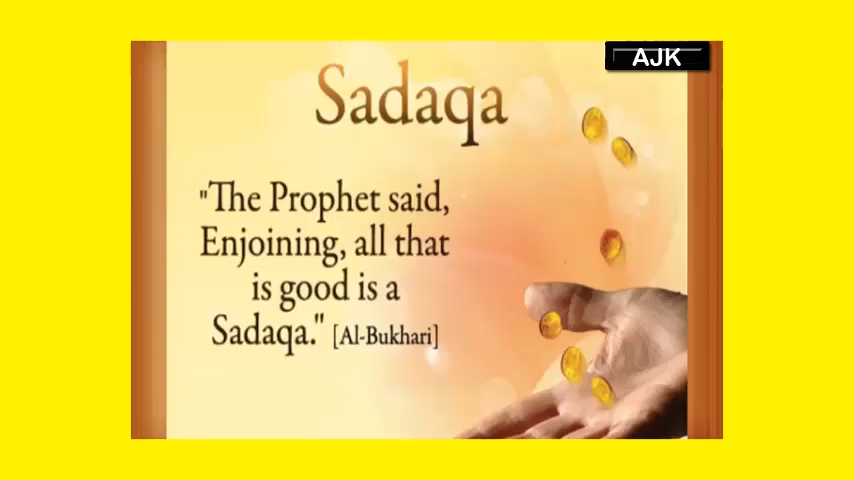 AJK
Sadaqa
"The Prophet said,
Enjoining, all that
is good is a
Sadaqa." [Al-Bukhari]